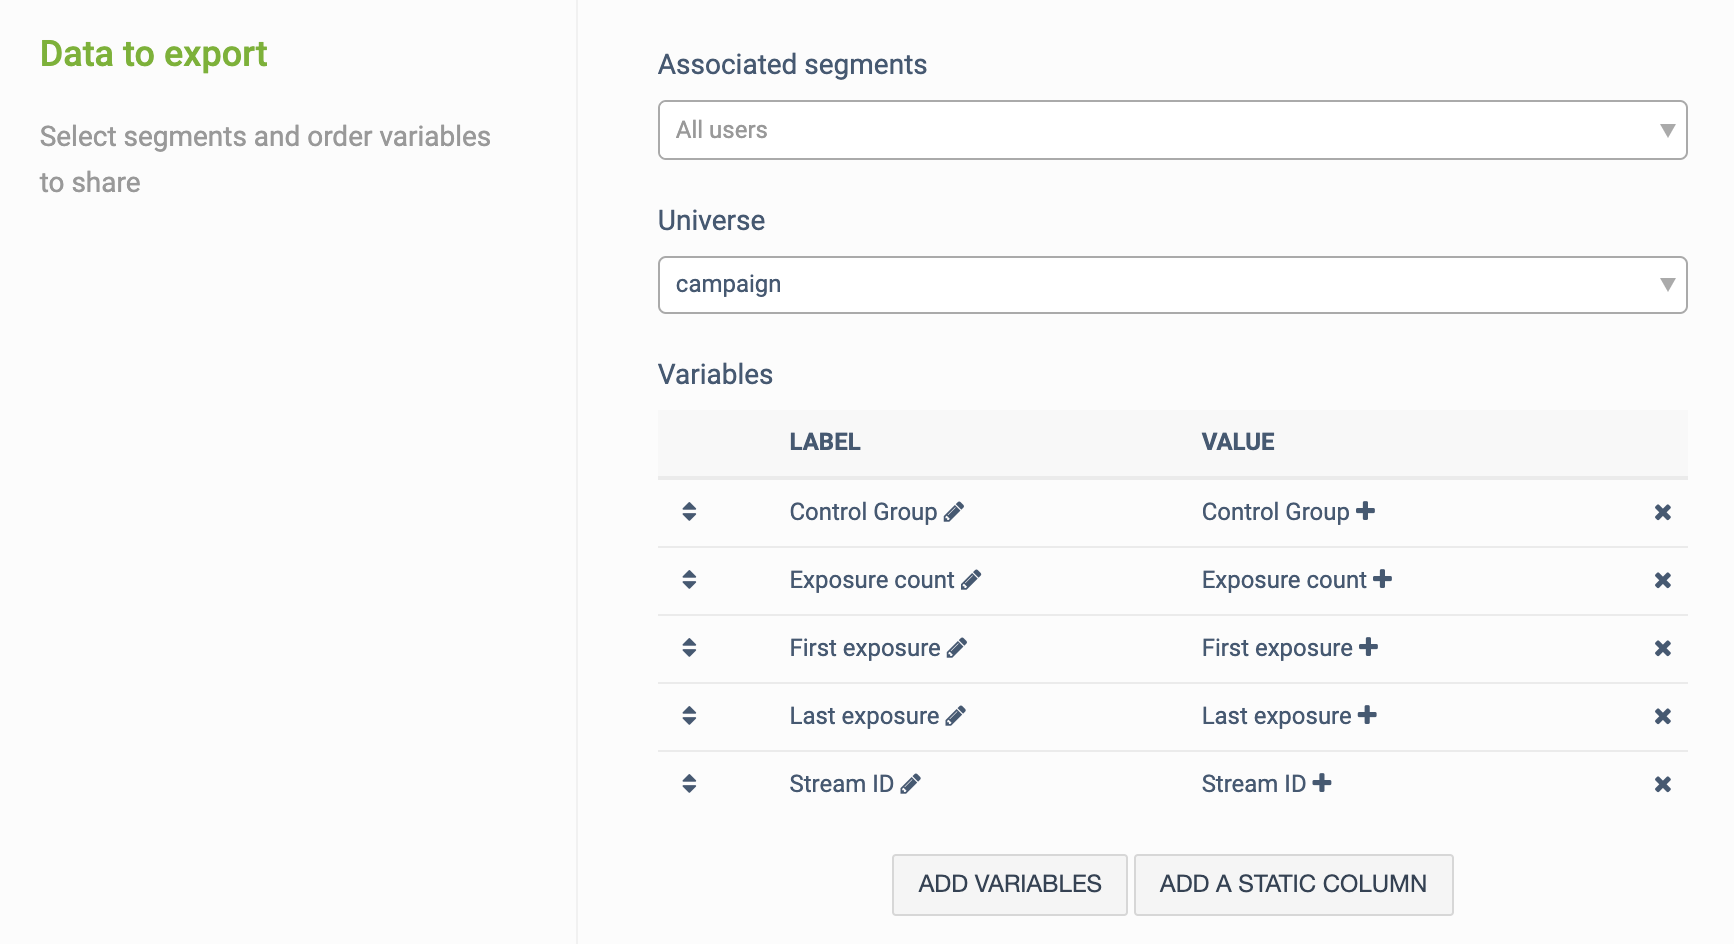 Data to export
Select segments and order variables
to share
Associated segments
All users
Universe
campaign
Variables
LABEL VALUE
Control Group Control Group
Exposure count Exposure count
First exposure First exposure
Last exposure Last exposure
Stream ID Stream ID
ADD VARIABLES ADD A STATIC COLUMN